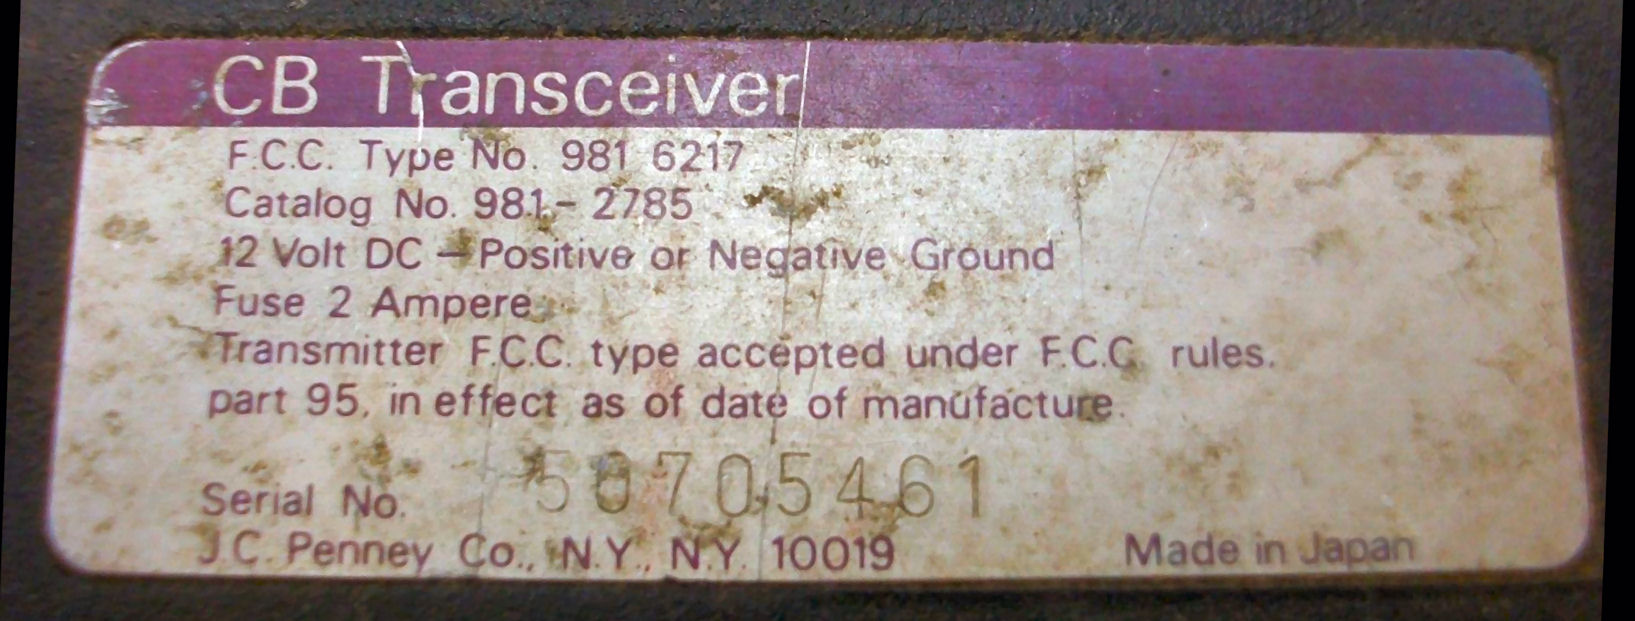 CB Transceiver
F.C.C. Type No. 981 6217
Catalog No. 981 - 2785
12 Volt DC – Positive or Negative Ground
Fuse 2 Ampere
Transmitter F.C.C. type accepted under F.C.C. rules.
part 95, in effect as of date of manufacture.
Serial No. 50705461
J.C. Penney Co., N.Y., N.Y. 10019 Made in Japan